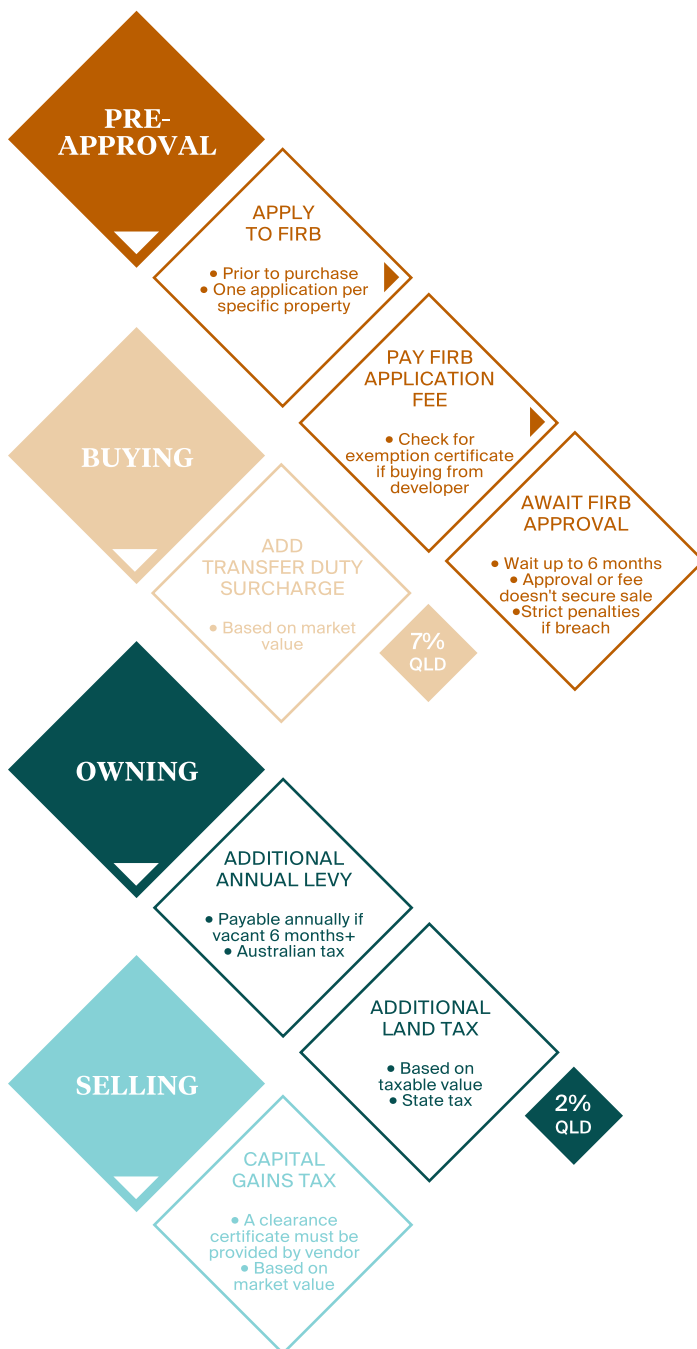 PRE-
APPROVAL
APPLY
TO FIRB
● Prior to purchase
● One application per
specific property
PAY FIRB
APPLICATION
FEE
● Check for
exemption certificate
if buying from
developer
AWAIT FIRB
APPROVAL
● Wait up to 6 months
● Approval or fee
doesn't secure sale
●Strict penalties
if breach
BUYING
ADD
TRANSFER DUTY
SURCHARGE
● Based on market
value
7%
QLD
OWNING
ADDITIONAL
ANNUAL LEVY
● Payable annually if
vacant 6 months+
● Australian tax
ADDITIONAL
LAND TAX
● Based on
taxable value
● State tax
2%
QLD
SELLING
CAPITAL
GAINS TAX
● A clearance
certificate must be
provided by vendor
● Based on
market value